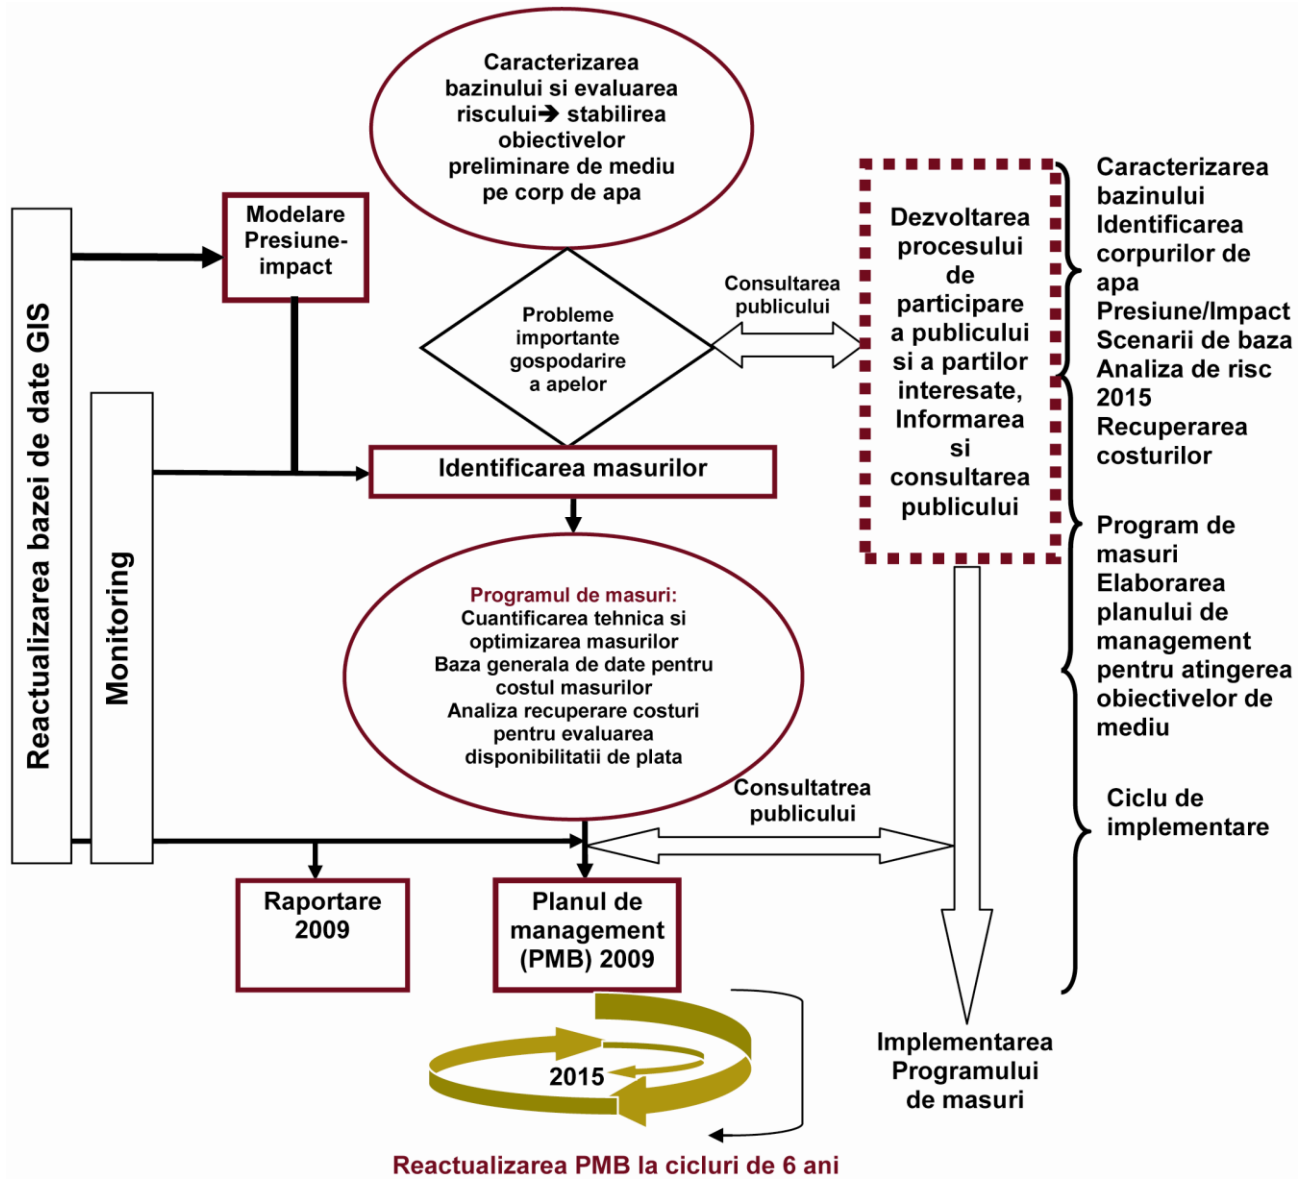 Caracterizarea
bazinului si evaluarea
riscului➔ stabilirea
obiectivelor
preliminare de mediu
pe corp de apa
Reactualizarea bazei de date GIS
Monitoring
Modelare
Presiune-
impact
Probleme
importante
gospodarire
a apelor
Consultarea
publicului
Dezvoltarea
procesului
de
participare
a publicului
si a partilor
interesate,
Informarea
si
consultarea
publicului
Caracterizarea
bazinului
Identificarea
corpurilor de
apa
Presiune/Impact
Scenarii de baza
Analiza de risc
2015
Recuperarea
costurilor
Identificarea masurilor
Program de
masuri
Elaborarea
planului de
management
pentru atingerea
obiectivelor de
mediu
Programul de masuri:
Cuantificarea tehnica si
optimizarea masurilor
Baza generala de date pentru
costul masurilor
Analiza recuperare costuri
pentru evaluarea
disponibilitatii de plata
Consultatrea
publicului
Ciclu de
implementare
Raportare
2009
Planul de
management
(PMB) 2009
2015
Implementarea
Programului
de masuri
Reactualizarea PMB la cicluri de 6 ani